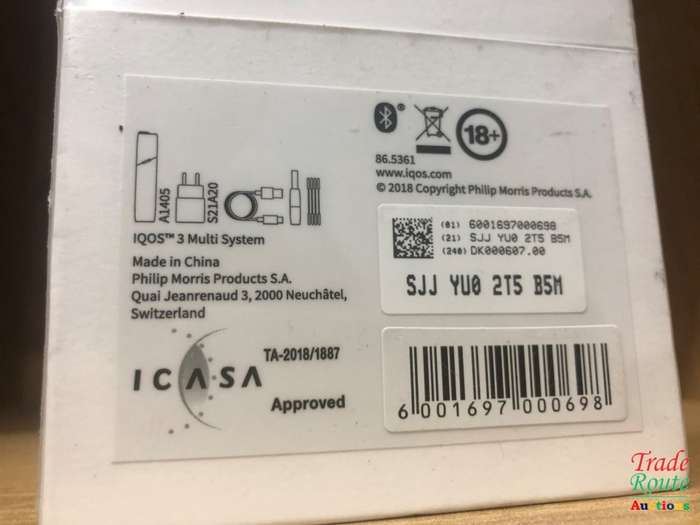 A1405
S21A20
IQOS™ 3 Multi System
Made in China
Philip Morris Products S.A.
Quai Jeanrenaud 3, 2000 Neuchâtel,
Switzerland
ICASA
TA-2018/1887
Approved
®
18+
86.5361
www.iqos.com
© 2018 Copyright Philip Morris Products S.A.
(01) 6001697000698
(21) SJJ YU0 2T5 B5M
(240) DK000607.00
SJJ YU0 2T5 B5M
6 001697 000698
Trade
Route
Auctions